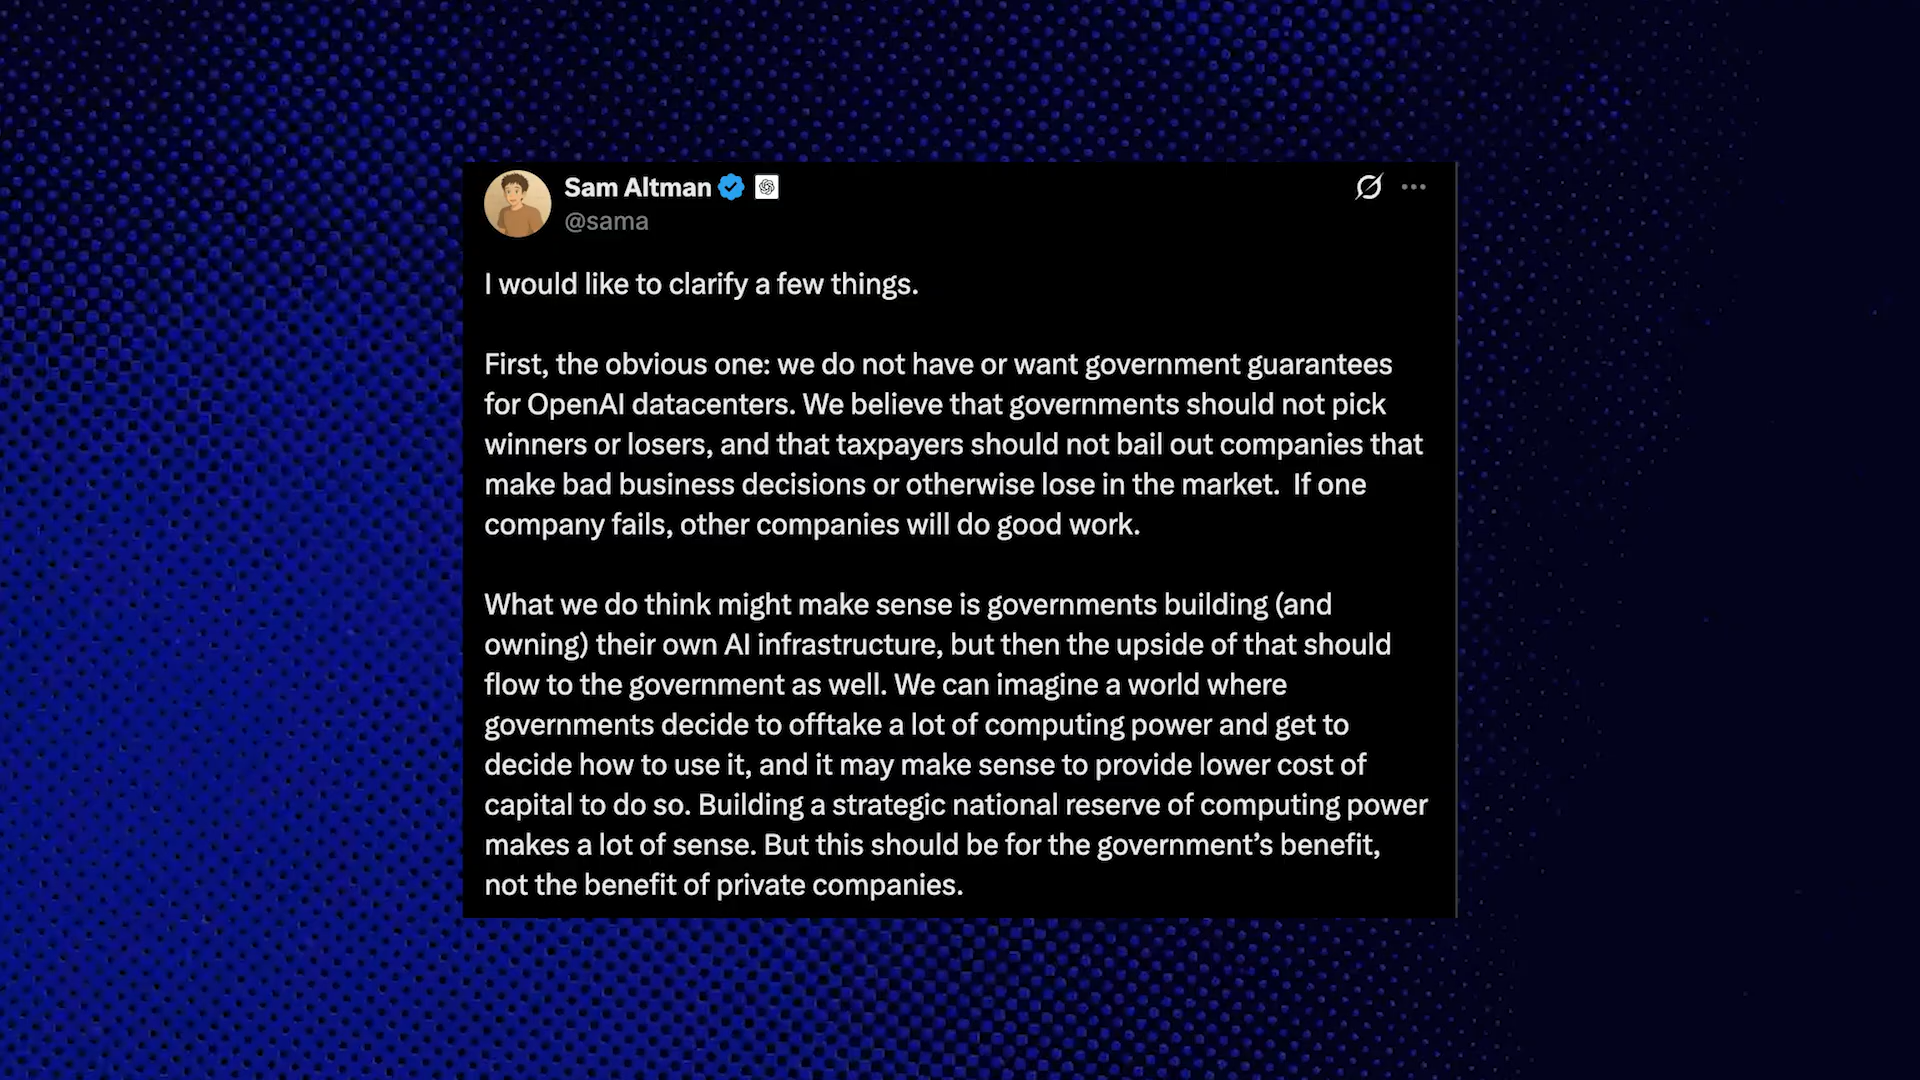 Sam Altman
@sama
I would like to clarify a few things.
First, the obvious one: we do not have or want government guarantees
for OpenAI datacenters. We believe that governments should not pick
winners or losers, and that taxpayers should not bail out companies that
make bad business decisions or otherwise lose in the market.  If one
company fails, other companies will do good work.
What we do think might make sense is governments building (and
owning) their own AI infrastructure, but then the upside of that should
flow to the government as well. We can imagine a world where
governments decide to offtake a lot of computing power and get to
decide how to use it, and it may make sense to provide lower cost of
capital to do so. Building a strategic national reserve of computing power
makes a lot of sense. But this should be for the government’s benefit,
not the benefit of private companies.